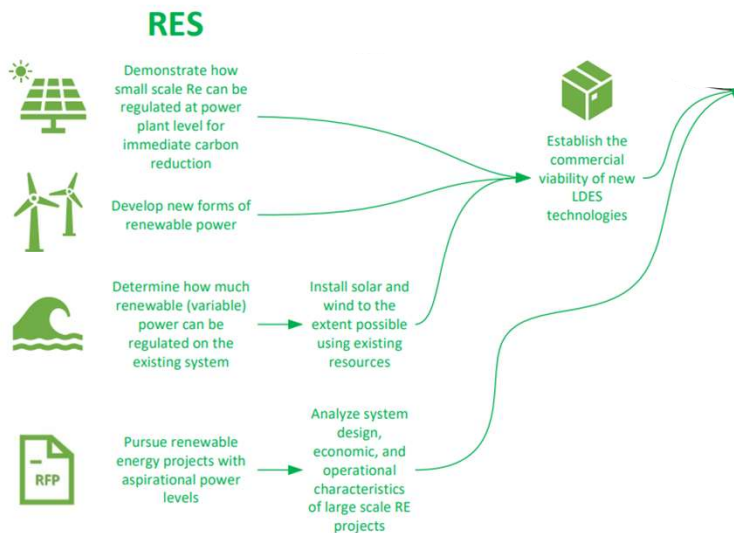 RES
Demonstrate how
small scale Re can be
regulated at power
plant level for
immediate carbon
reduction
Establish the
commercial
viability of new
LDES
technologies
Develop new forms of
renewable power
Determine how much
renewable (variable)
power can be
regulated on the
existing system
Install solar and
wind to the
extent possible
using existing
resources
RFP
Pursue renewable
energy projects with
aspirational power
levels
Analyze system
design,
economic, and
operational
characteristics
of large scale RE
projects